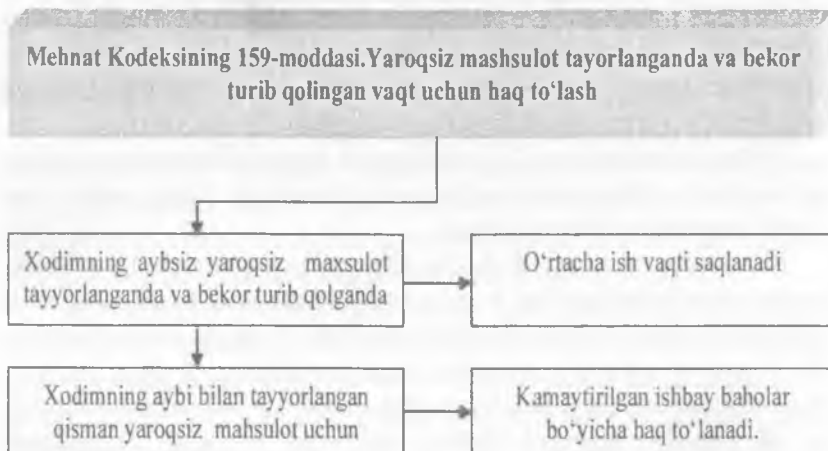 Mehnat Kodeksining 159-moddasi.Yaroqsiz mashsulot tayorlanganda va bekor
turib qolingan vaqt uchun haq to‘lash
Xodimning aybsiz yaroqsiz maxsulot
tayyorlanganda va bekor turib qolganda
O‘rtacha ish vaqti saqlanadi
Xodimning aybi bilan tayyorlangan
qisman yaroqsiz mahsulot uchun
Kamaytirilgan ishbay baholar
bo‘yicha haq to‘lanadi.